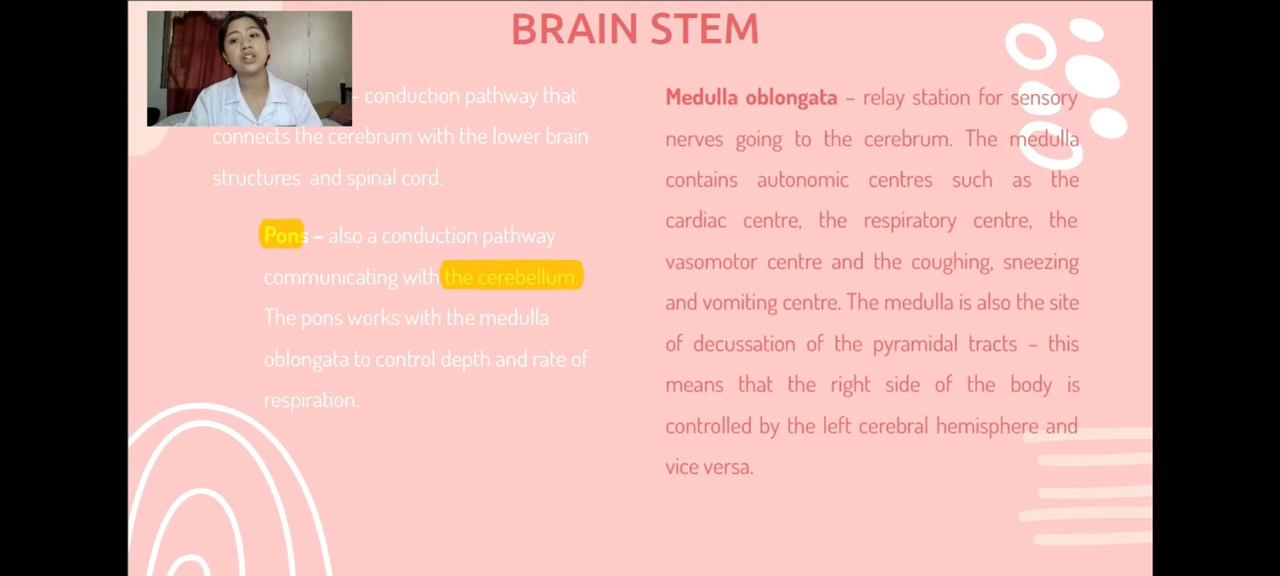 BRAIN STEM
– conduction pathway that
connects the cerebrum with the lower brain
structures and spinal cord.
Pons – also a conduction pathway
communicating with the cerebellum.
The pons works with the medulla
oblongata to control depth and rate of
respiration.
Medulla oblongata – relay station for sensory
nerves going to the cerebrum. The medulla
contains autonomic centres such as the
cardiac centre, the respiratory centre, the
vasomotor centre and the coughing, sneezing
and vomiting centre. The medulla is also the site
of decussation of the pyramidal tracts – this
means that the right side of the body is
controlled by the left cerebral hemisphere and
vice versa.